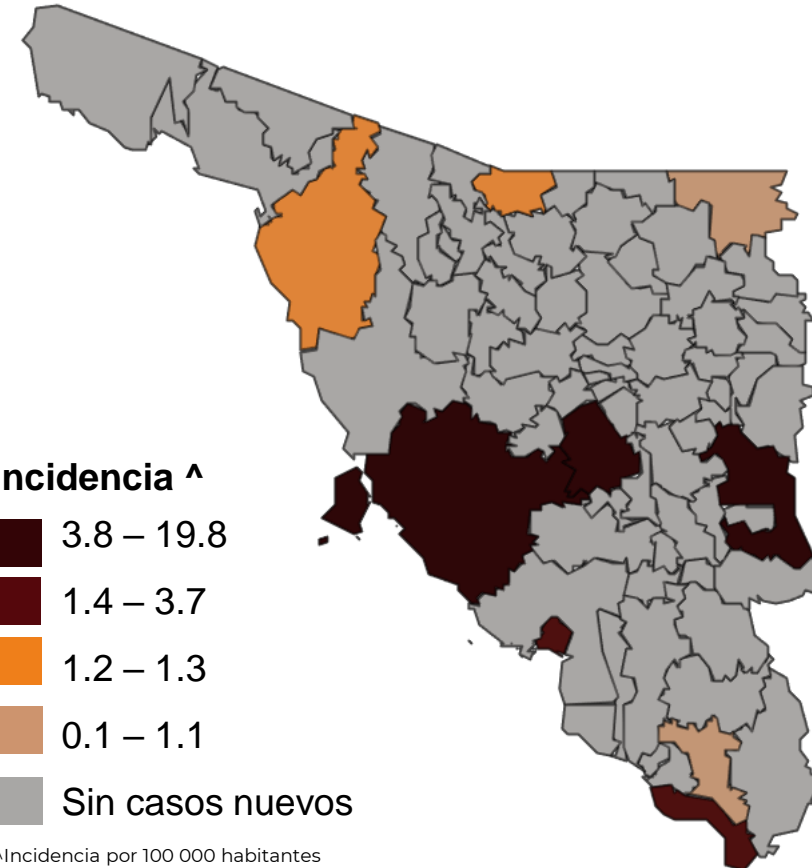 ncidencia ^
3.8 – 19.8
1.4 – 3.7
1.2 – 1.3
0.1 – 1.1
Sin casos nuevos
^Incidencia por 100 000 habitantes